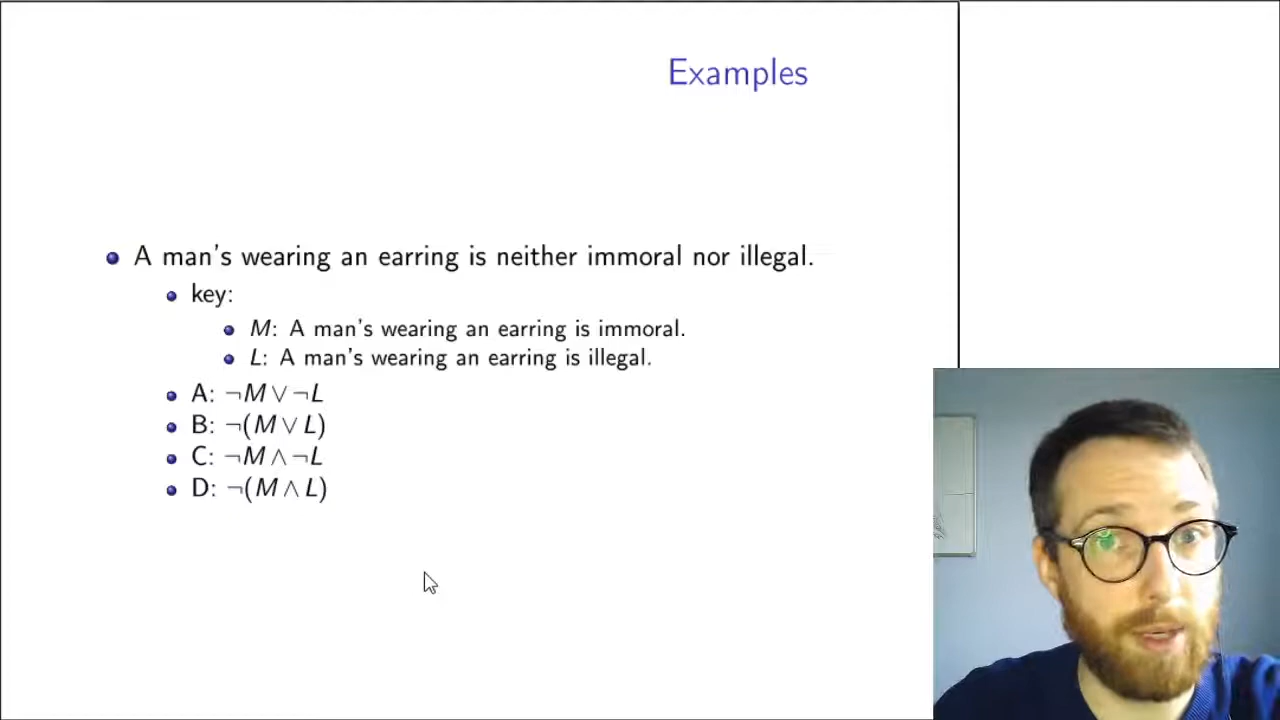 Examples
A man's wearing an earring is neither immoral nor illegal.
key:
M: A man's wearing an earring is immoral.
L: A man's wearing an earring is illegal.
A: ¬M ∨ ¬L
B: ¬(M ∨ L)
C: ¬M ∧ ¬L
D: ¬(M ∧ L)